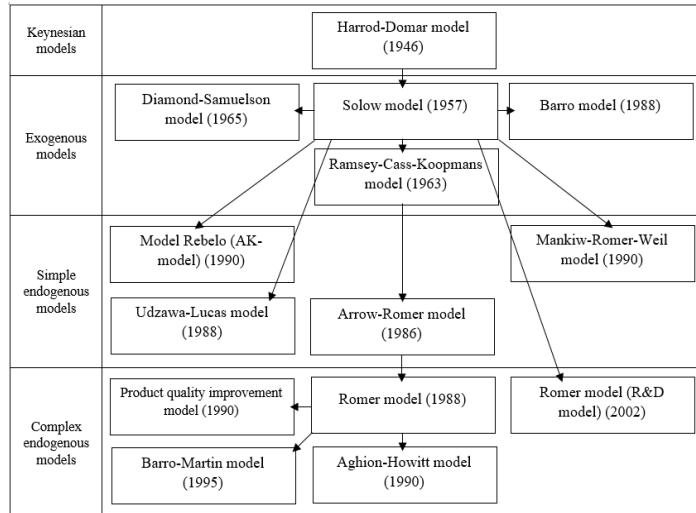 Keynesian
models
Harrod-Domar model
(1946)
Exogenous
models
Diamond-Samuelson
model (1965)
Solow model (1957)
Barro model (1988)
Ramsey-Cass-Koopmans
model (1963)
Simple
endogenous
models
Model Rebelo (AK-
model) (1990)
Mankiw-Romer-Weil
model (1990)
Udzawa-Lucas model
(1988)
Arrow-Romer model
(1986)
Complex
endogenous
models
Product quality improvement
model (1990)
Romer model (1988)
Romer model (R&D
model) (2002)
Barro-Martin model
(1995)
Aghion-Howitt model
(1990)